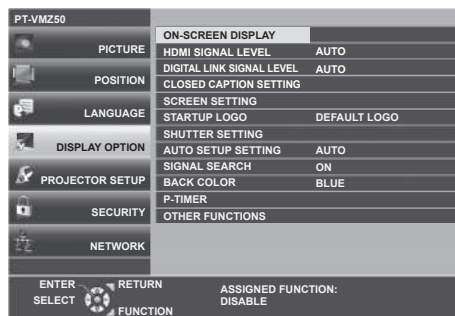 PT-VMZ50
PICTURE
POSITION
LANGUAGE
DISPLAY OPTION
PROJECTOR SETUP
SECURITY
NETWORK
ON-SCREEN DISPLAY
HDMI SIGNAL LEVEL AUTO
DIGITAL LINK SIGNAL LEVEL AUTO
CLOSED CAPTION SETTING
SCREEN SETTING
STARTUP LOGO DEFAULT LOGO
SHUTTER SETTING
AUTO SETUP SETTING AUTO
SIGNAL SEARCH ON
BACK COLOR BLUE
P-TIMER
OTHER FUNCTIONS
ENTER RETURN
SELECT
FUNCTION
ASSIGNED FUNCTION:
DISABLE